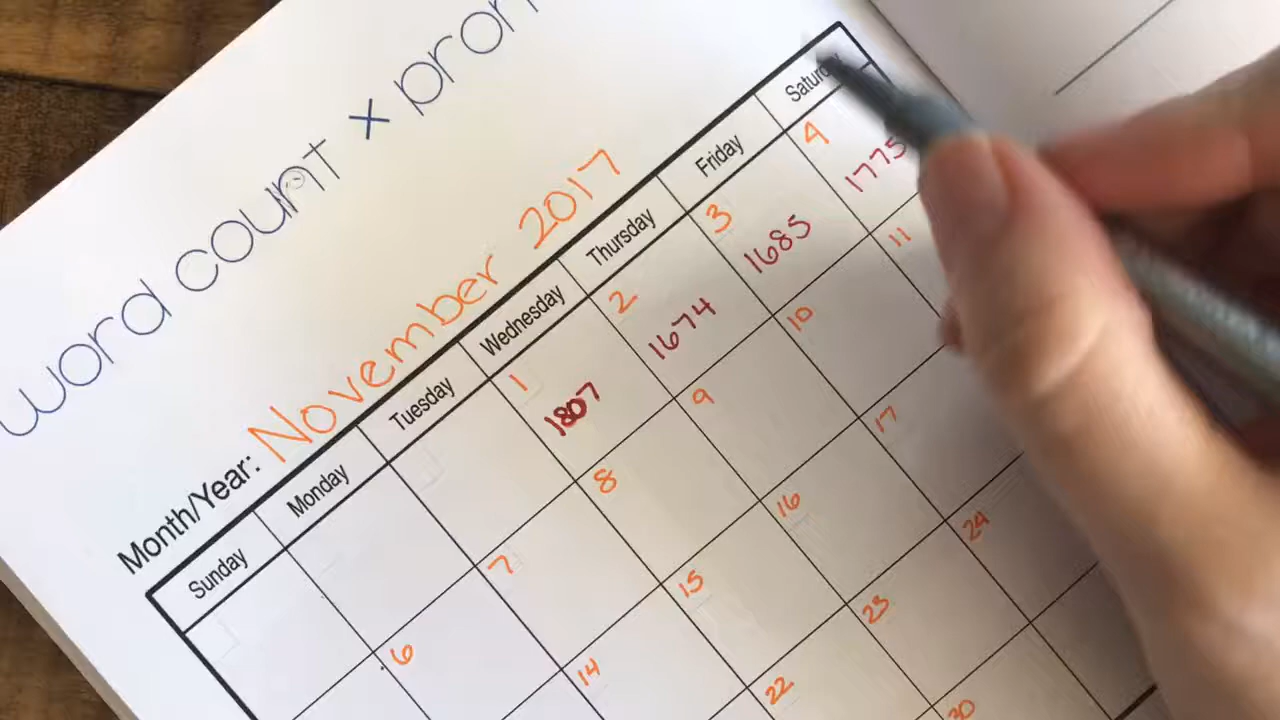 word count x
Month/Year: November 2017
Sunday Monday Tuesday Wednesday Thursday Friday Saturday
1 2 3 4
1807 1674 1685 1775
6 7 8 9 10 11
14 15 16 17
22 23 24
30